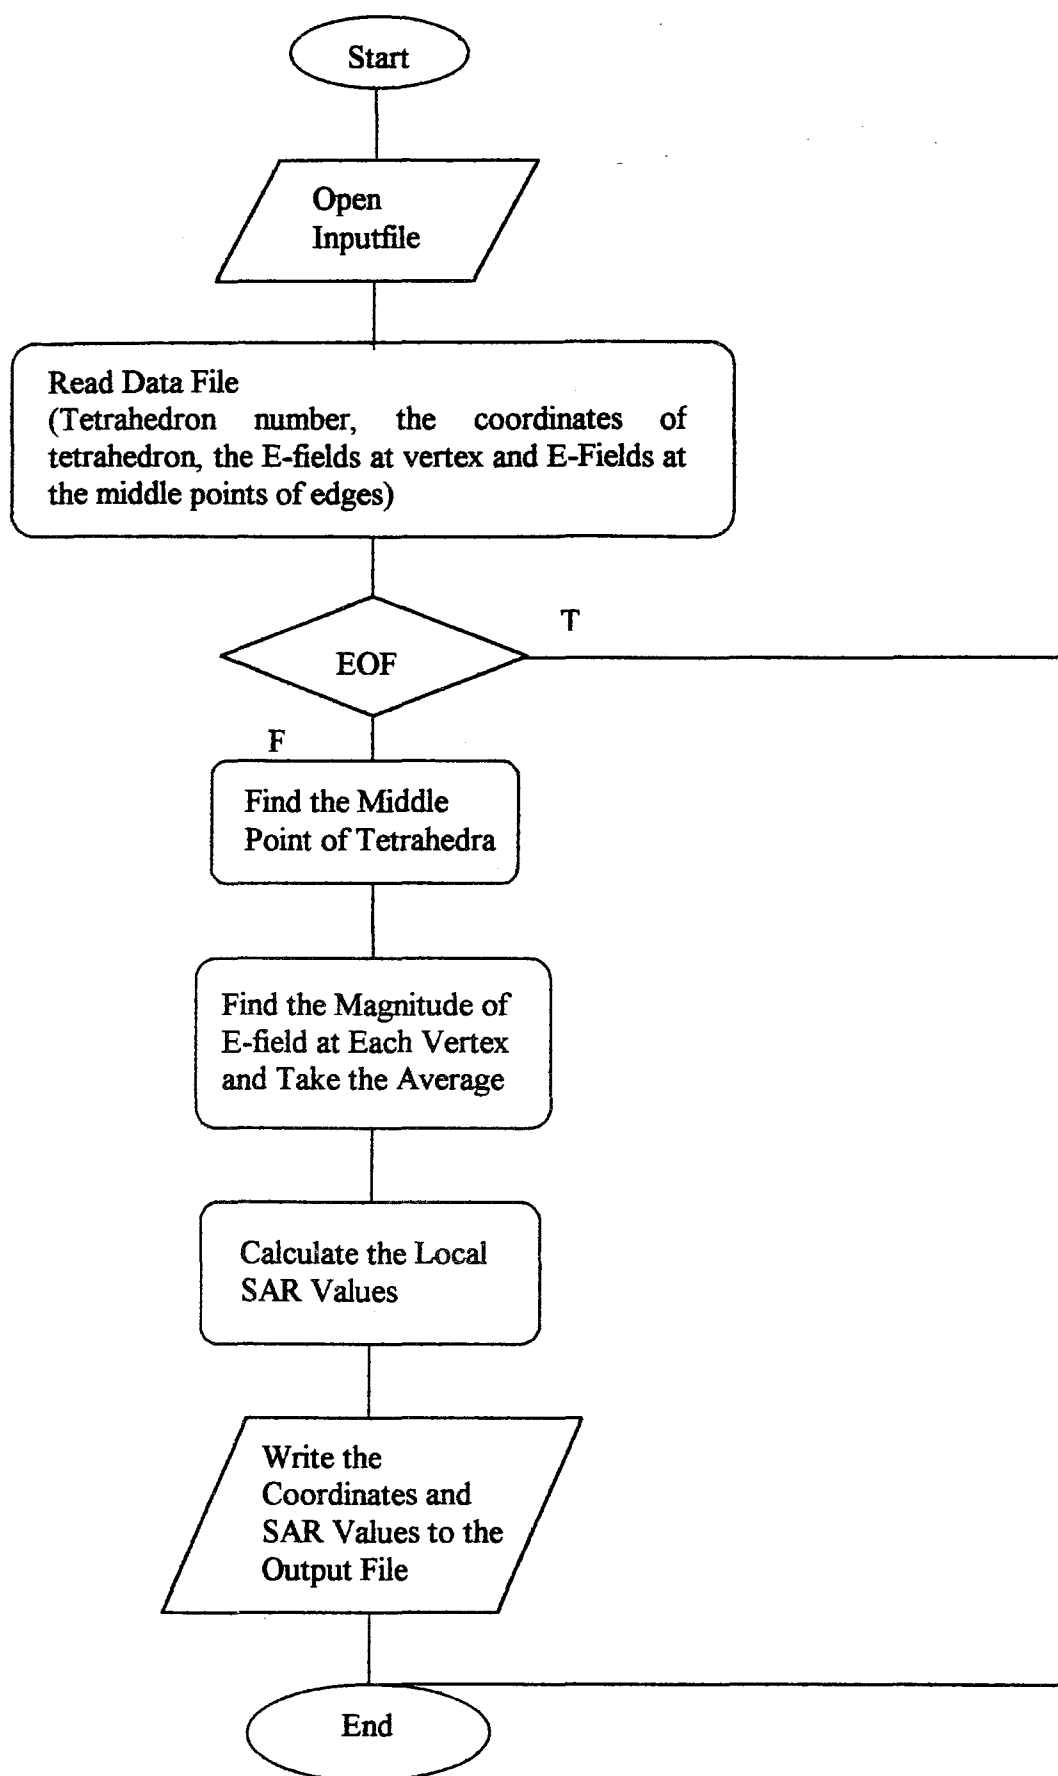 Start
Open
Inputfile
Read Data File
(Tetrahedron number, the coordinates of
tetrahedron, the E-fields at vertex and E-Fields at
the middle points of edges)
T
EOF
F
Find the Middle
Point of Tetrahedra
Find the Magnitude of
E-field at Each Vertex
and Take the Average
Calculate the Local
SAR Values
Write the
Coordinates and
SAR Values to the
Output File
End